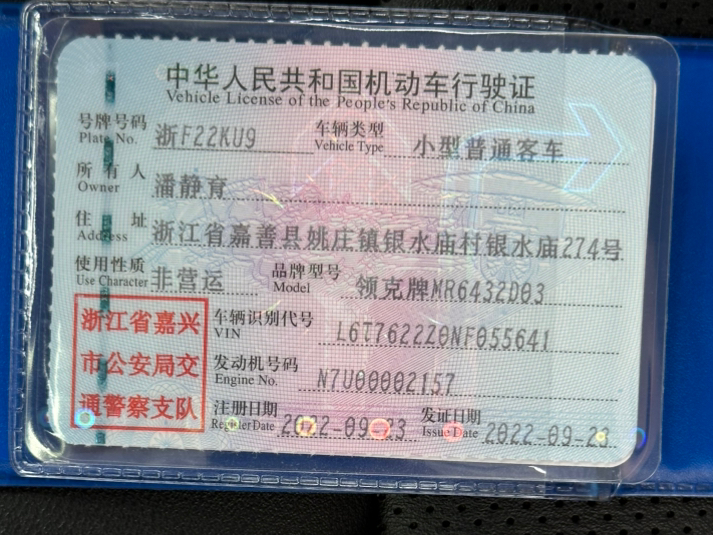 中华人民共和国机动车行驶证
Vehicle License of the People's Republic of China
号牌号码 浙F22KU9 车辆类型 小型普通客车
Plate No. Vehicle Type
所有人 潘静育
Owner
住址 浙江省嘉善县姚庄镇银水庙村银水庙274号
Address
使用性质 非营运 品牌型号 领克牌MR6432D03
Use Character Model
浙江省嘉兴 车辆识别代号 L6T7622Z0NF055641
VIN
市公安局交 发动机号码 N7U00002157
Engine No.
通警察支队 注册日期 2022-09-23 发证日期 2022-09-23
Register Date Issue Date